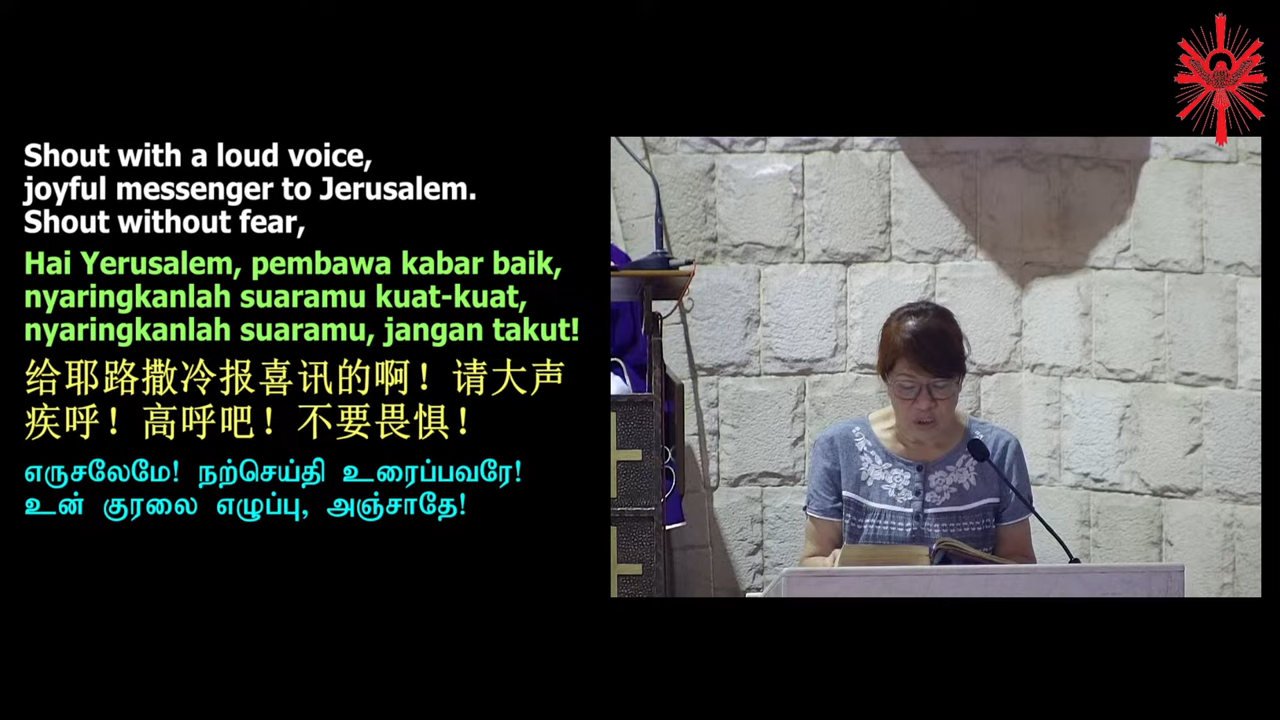 Shout with a loud voice,
joyful messenger to Jerusalem.
Shout without fear,
Hai Yerusalem, pembawa kabar baik,
nyaringkanlah suaramu kuat-kuat,
nyaringkanlah suaramu, jangan takut!
给耶路撒冷报喜讯的啊！请大声
疾呼！高呼吧！不要畏惧！
எருசலேமே! நற்செய்தி உரைப்பவரே!
உன் குரலை எழுப்பு, அஞ்சாதே!